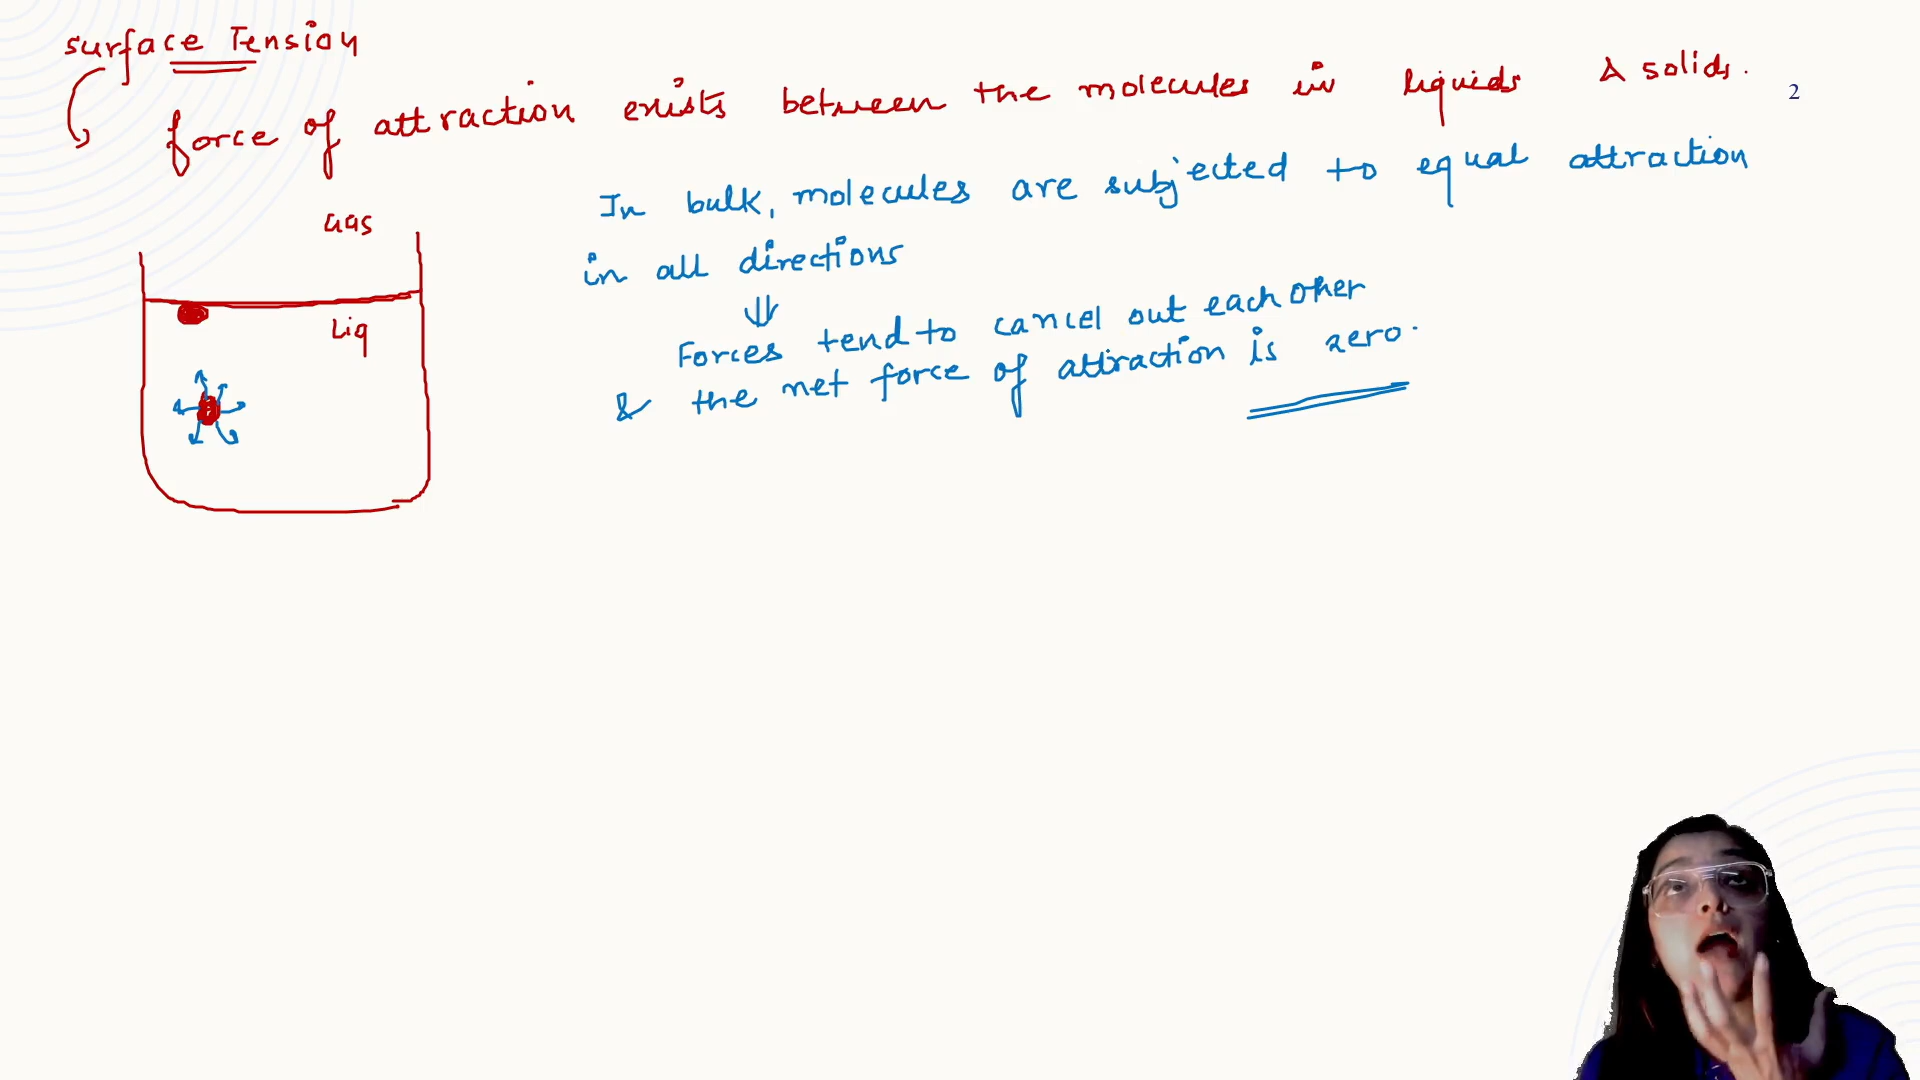 surface Tension
force of attraction exists between the molecules in liquids & solids.
2
In bulk, molecules are subjected to equal attraction
in all directions
⇓
Forces tend to cancel out each other
& the net force of attraction is zero.
Gas
Liq